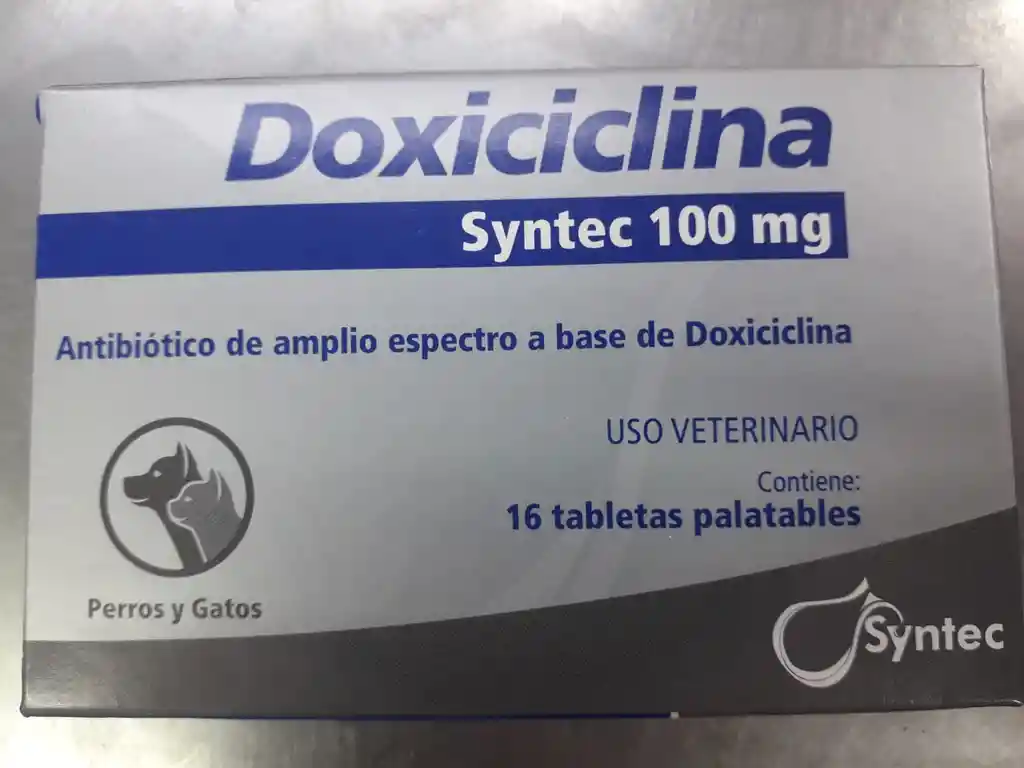 Doxiciclina
Syntec 100 mg
Antibiótico de amplio espectro a base de Doxiciclina
USO VETERINARIO
Contiene:
16 tabletas palatables
Perros y Gatos
Syntec